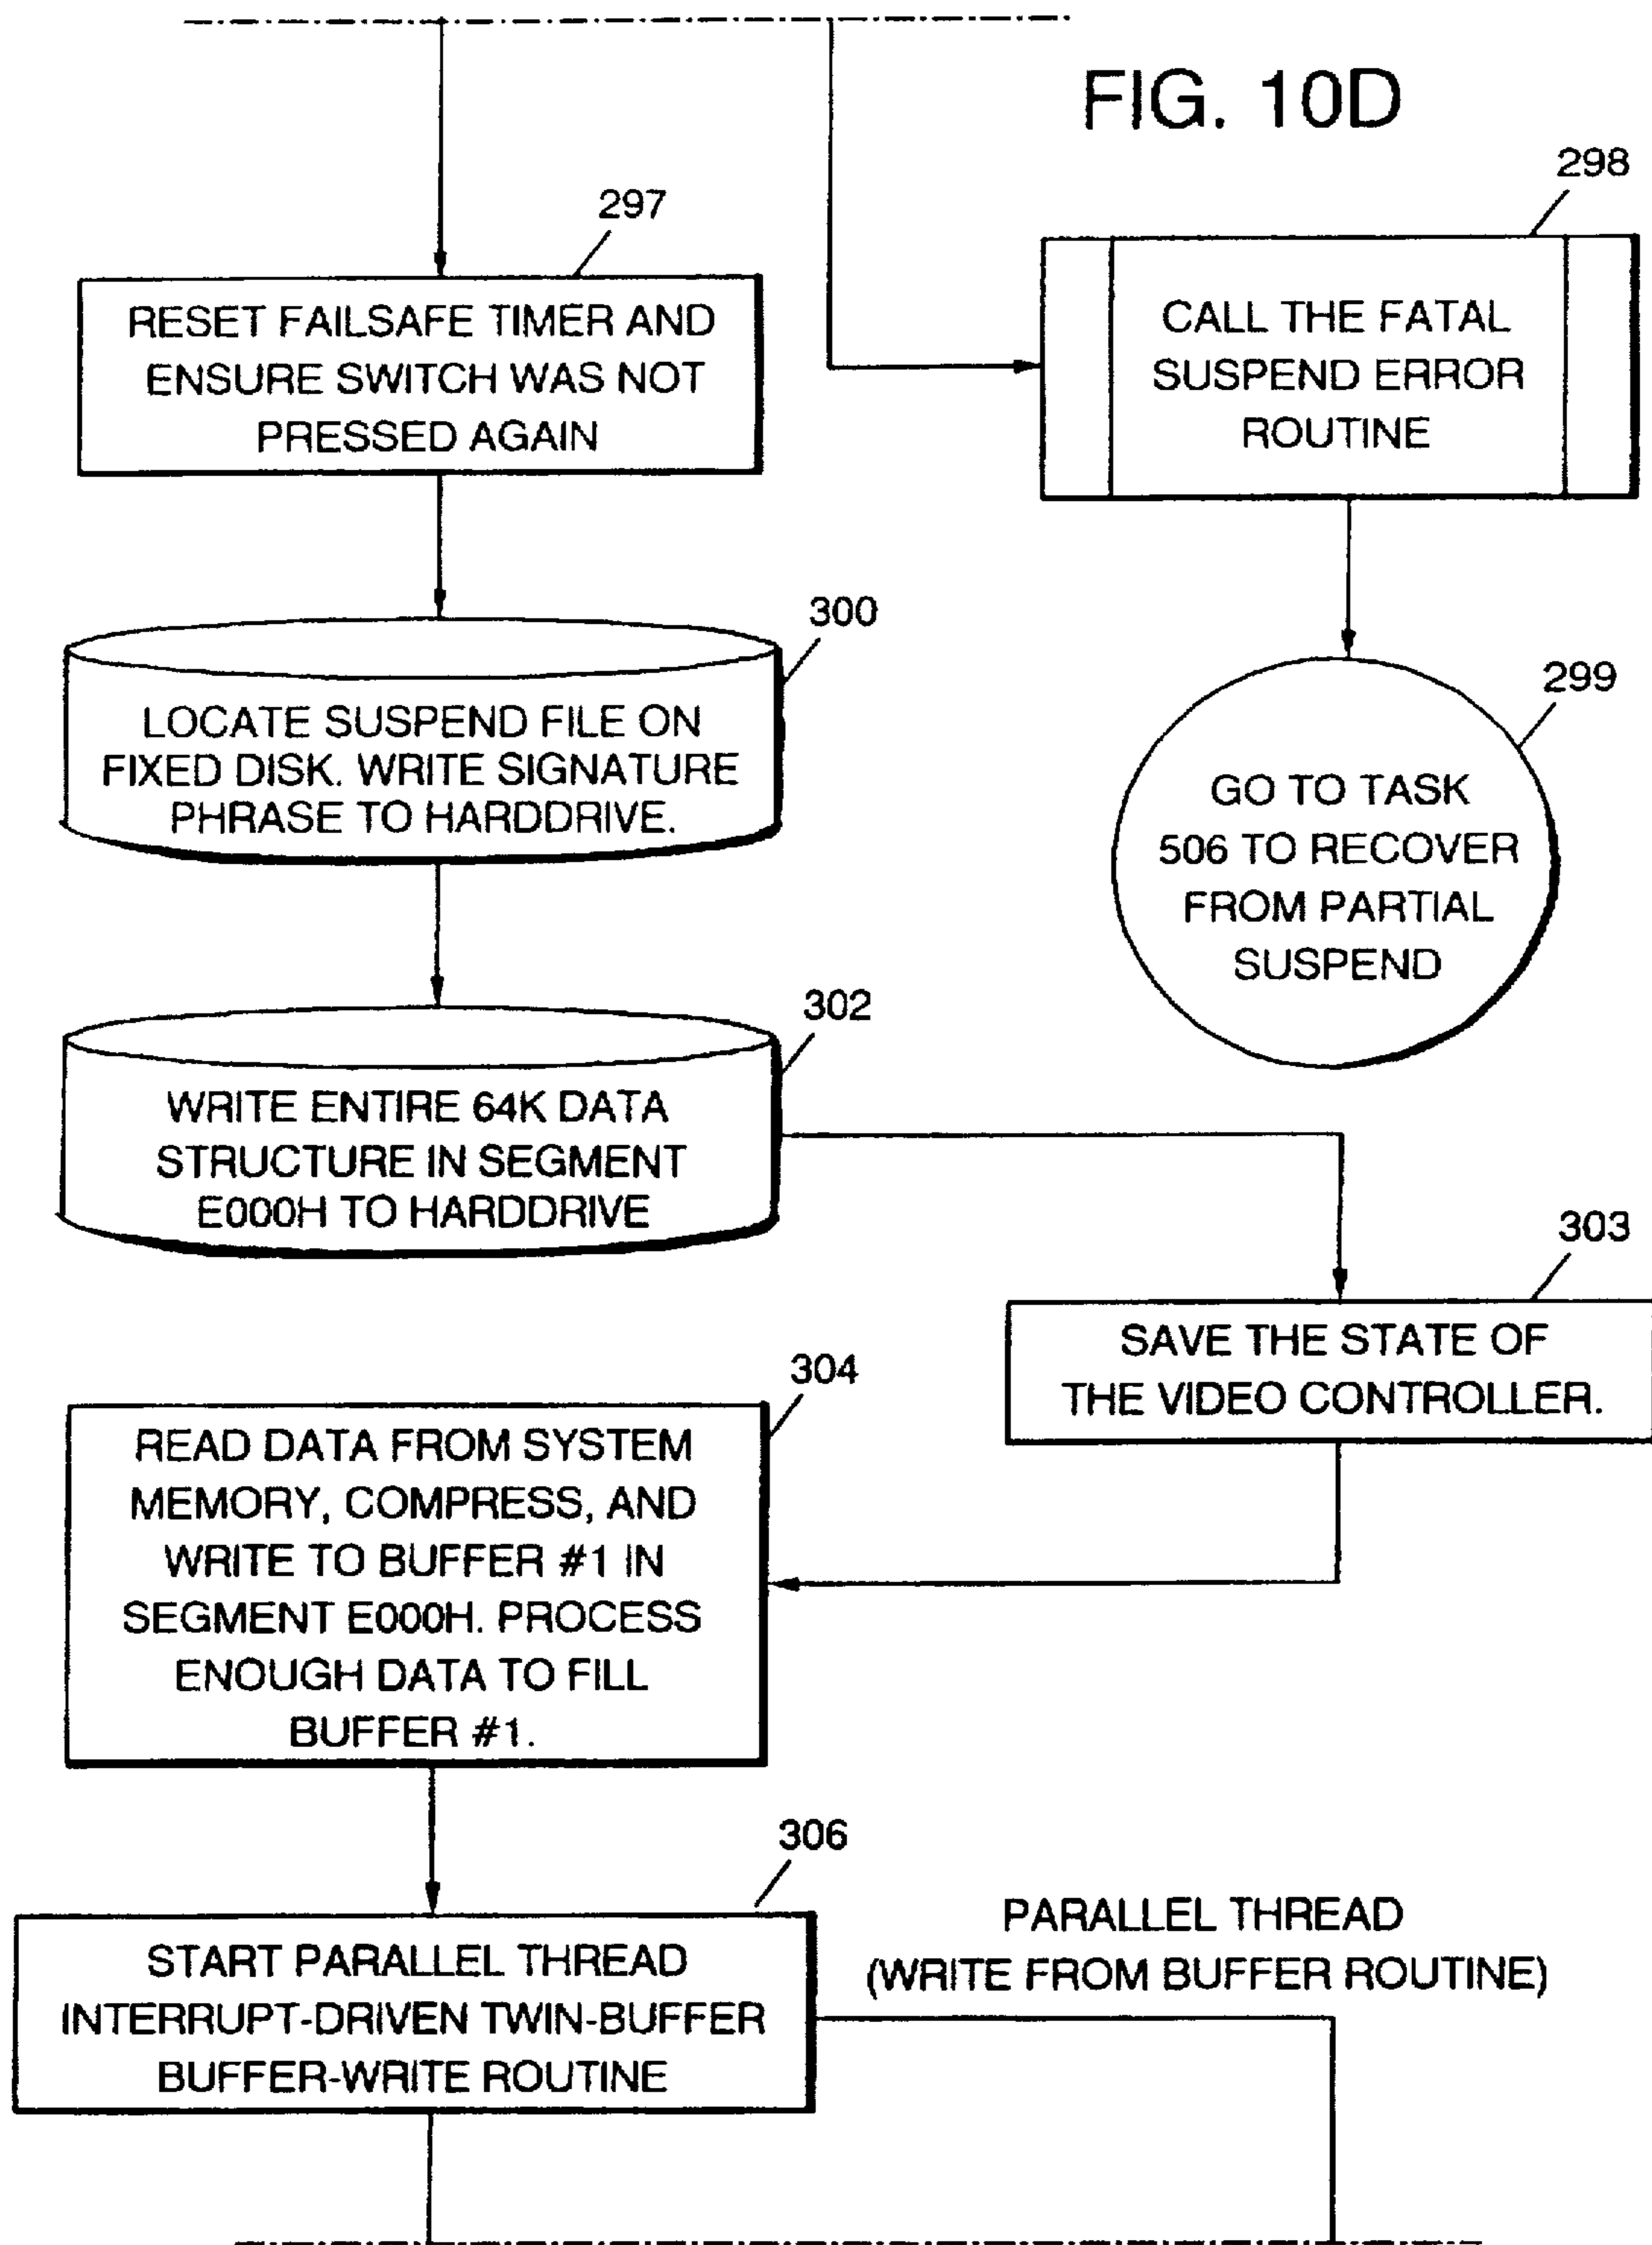 FIG. 10D
297
RESET FAILSAFE TIMER AND
ENSURE SWITCH WAS NOT
PRESSED AGAIN
298
CALL THE FATAL
SUSPEND ERROR
ROUTINE
300
LOCATE SUSPEND FILE ON
FIXED DISK. WRITE SIGNATURE
PHRASE TO HARDDRIVE.
299
GO TO TASK
506 TO RECOVER
FROM PARTIAL
SUSPEND
302
WRITE ENTIRE 64K DATA
STRUCTURE IN SEGMENT
E000H TO HARDDRIVE
303
SAVE THE STATE OF
THE VIDEO CONTROLLER.
304
READ DATA FROM SYSTEM
MEMORY, COMPRESS, AND
WRITE TO BUFFER #1 IN
SEGMENT E000H. PROCESS
ENOUGH DATA TO FILL
BUFFER #1.
306
START PARALLEL THREAD
INTERRUPT-DRIVEN TWIN-BUFFER
BUFFER-WRITE ROUTINE
PARALLEL THREAD
(WRITE FROM BUFFER ROUTINE)